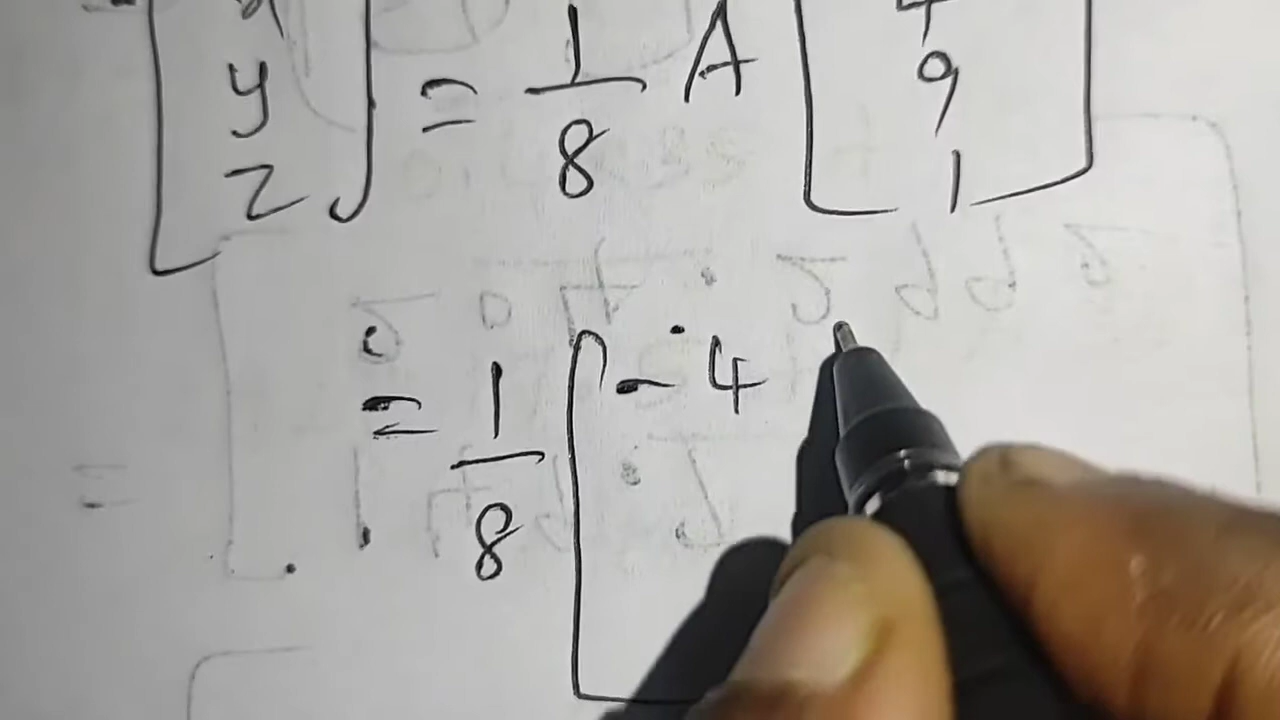 y = 1/8 A 9
z 1
= 1/8 [ - 4